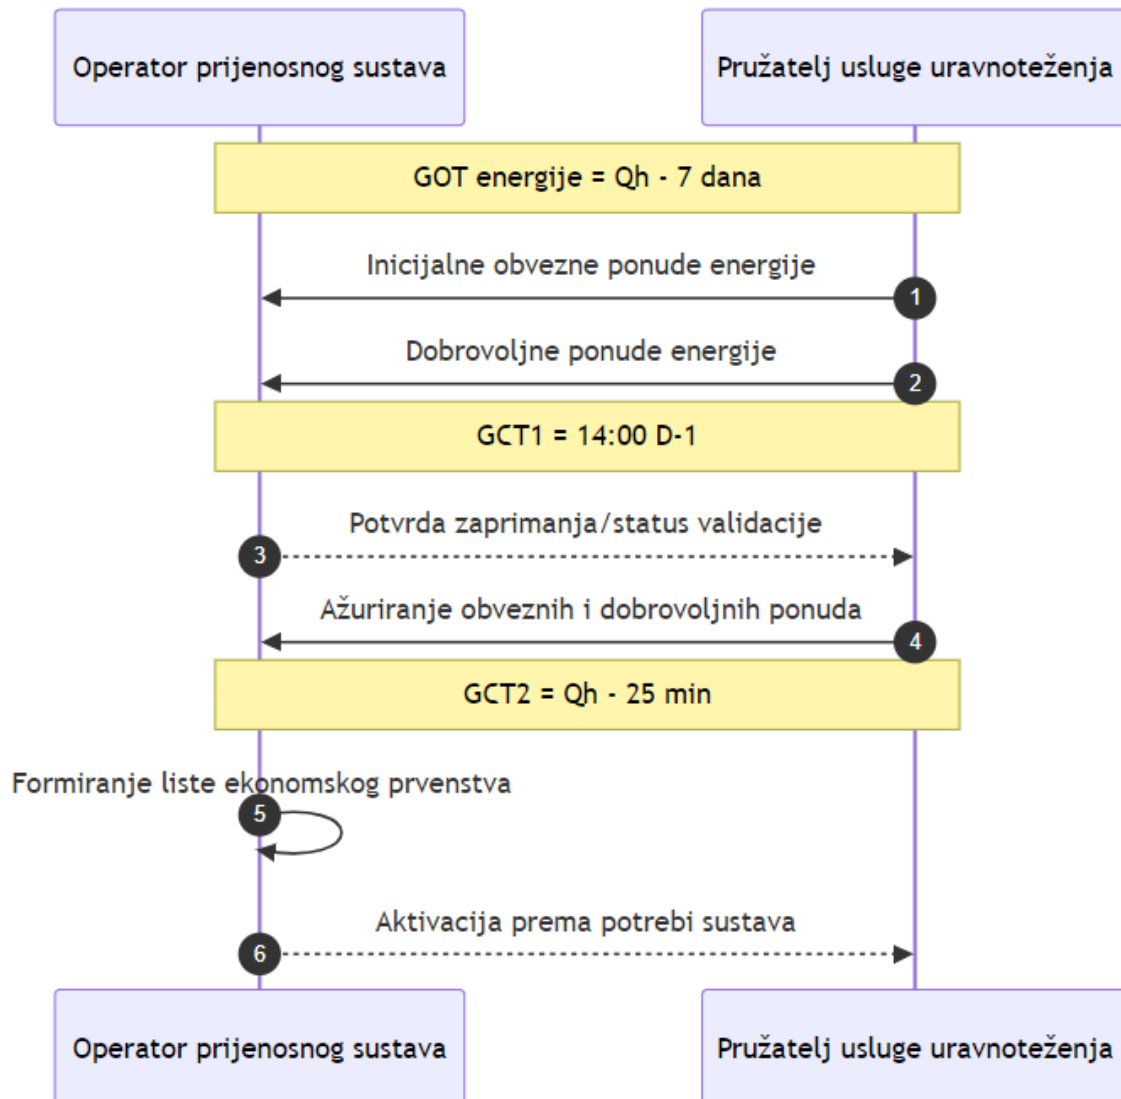 Operator prijenosnog sustava
Pružatelj usluge uravnoteženja
GOT energije = Qh - 7 dana
Inicijalne obvezne ponude energije
1
Dobrovoljne ponude energije
2
GCT1 = 14:00 D-1
Potvrda zaprimanja/status validacije
3
Ažuriranje obveznih i dobrovoljnih ponuda
4
GCT2 = Qh - 25 min
Formiranje liste ekonomskog prvenstva
5
Aktivacija prema potrebi sustava
6
Operator prijenosnog sustava
Pružatelj usluge uravnoteženja